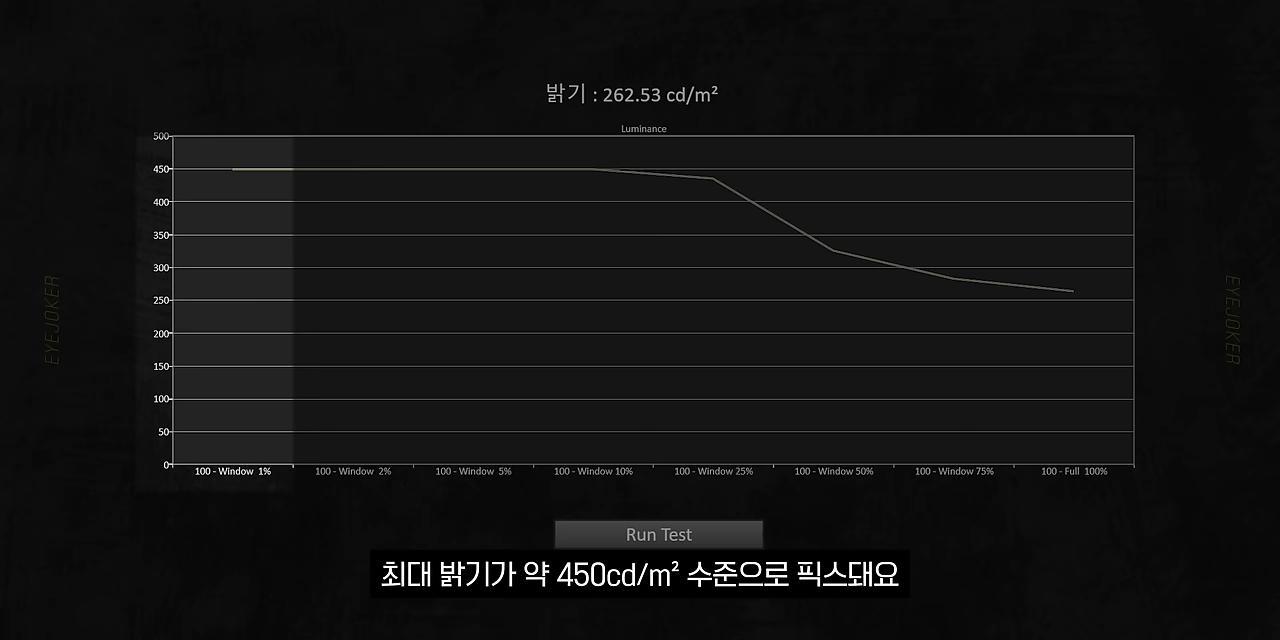 밝기 : 262.53 cd/m²
Luminance
500
450
400
350
300
250
200
150
100
50
0
100 - Window 1%
100 - Window 2%
100 - Window 5%
100 - Window 10%
100 - Window 25%
100 - Window 50%
100 - Window 75%
100 - Full 100%
EYEJOKER
EYEJOKER
Run Test
최대 밝기가 약 450cd/m² 수준으로 픽스돼요